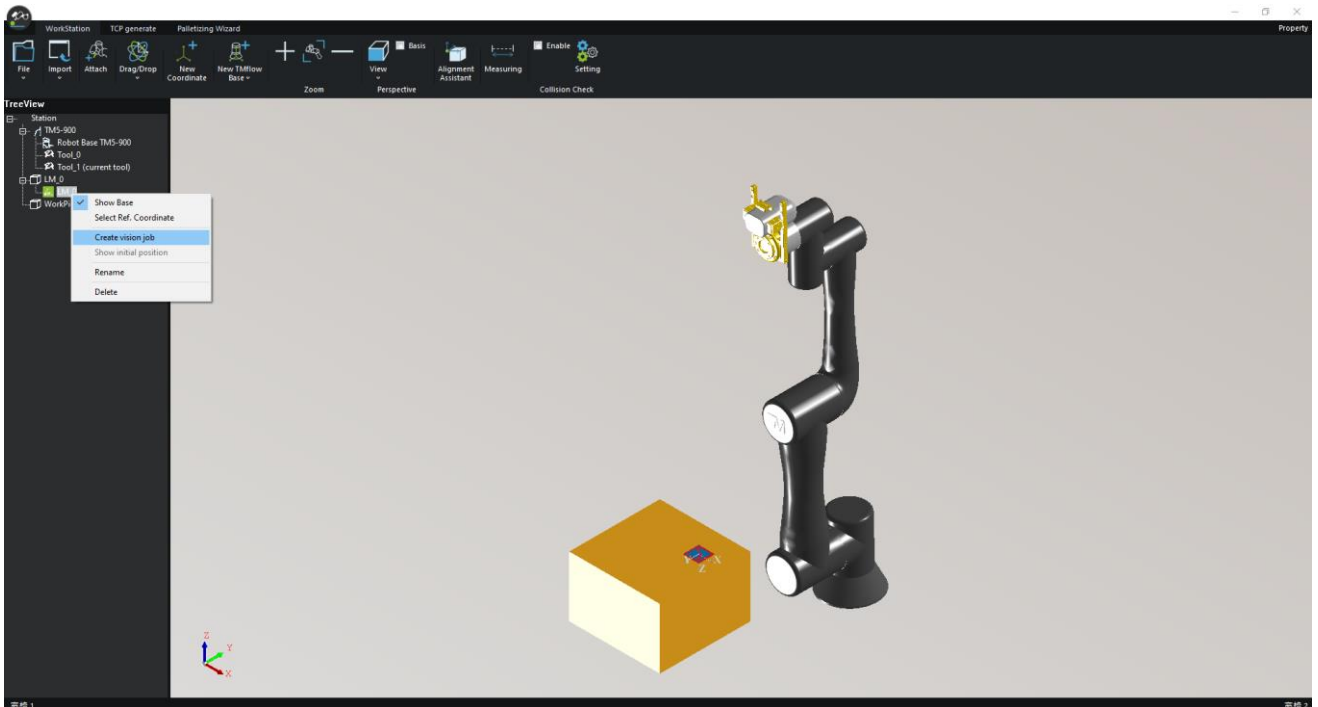 WorkStation TCP generate Palletizing Wizard
Property
File Import Attach Drag/Drop New Coordinate New TMflow Base View Basis Alignment Assistant Measuring Enable Setting
Zoom Perspective Collision Check
TreeView
Station
TM5-900
Robot Base TM5-900
Tool_0
Tool_1 (current tool)
LM_0
WorkPi
Show Base
Select Ref. Coordinate
Create vision job
Show initial position
Rename
Delete
TM
Y X
Z
Z
Y
X